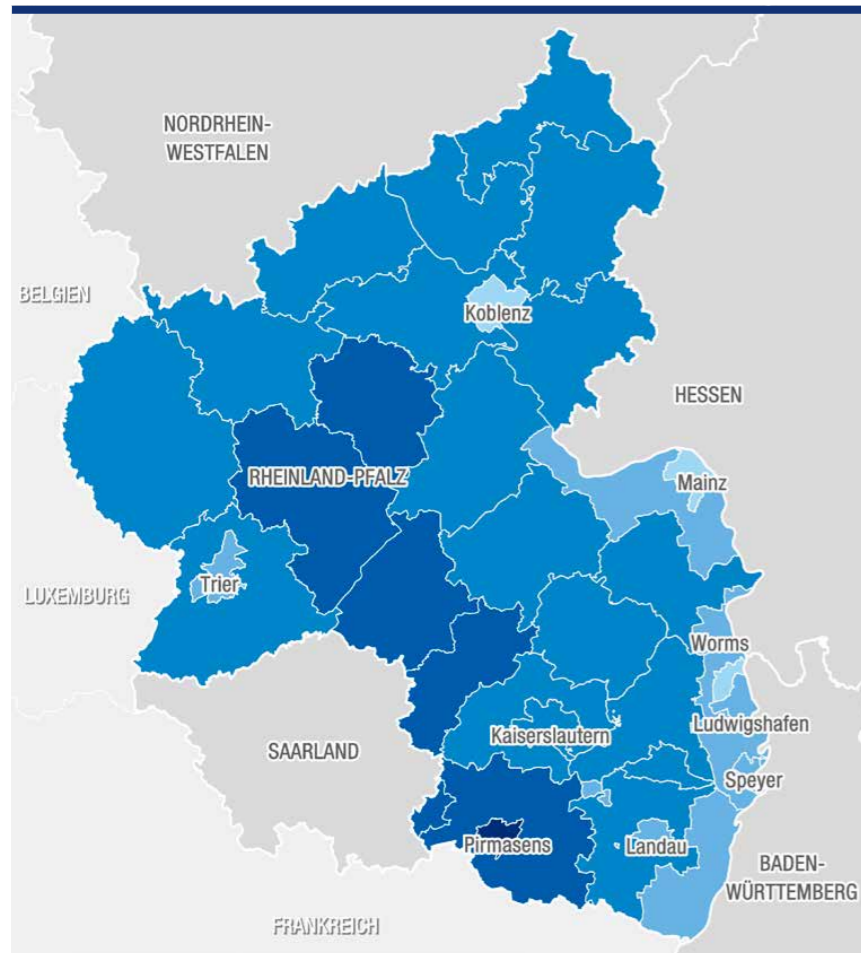 NORDRHEIN-
WESTFALEN
BELGIEN
Koblenz
HESSEN
RHEINLAND-PFALZ
Mainz
Trier
LUXEMBURG
Worms
Ludwigshafen
Kaiserslautern
SAARLAND
Speyer
Pirmasens
Landau
BADEN-
WÜRTTEMBERG
FRANKREICH